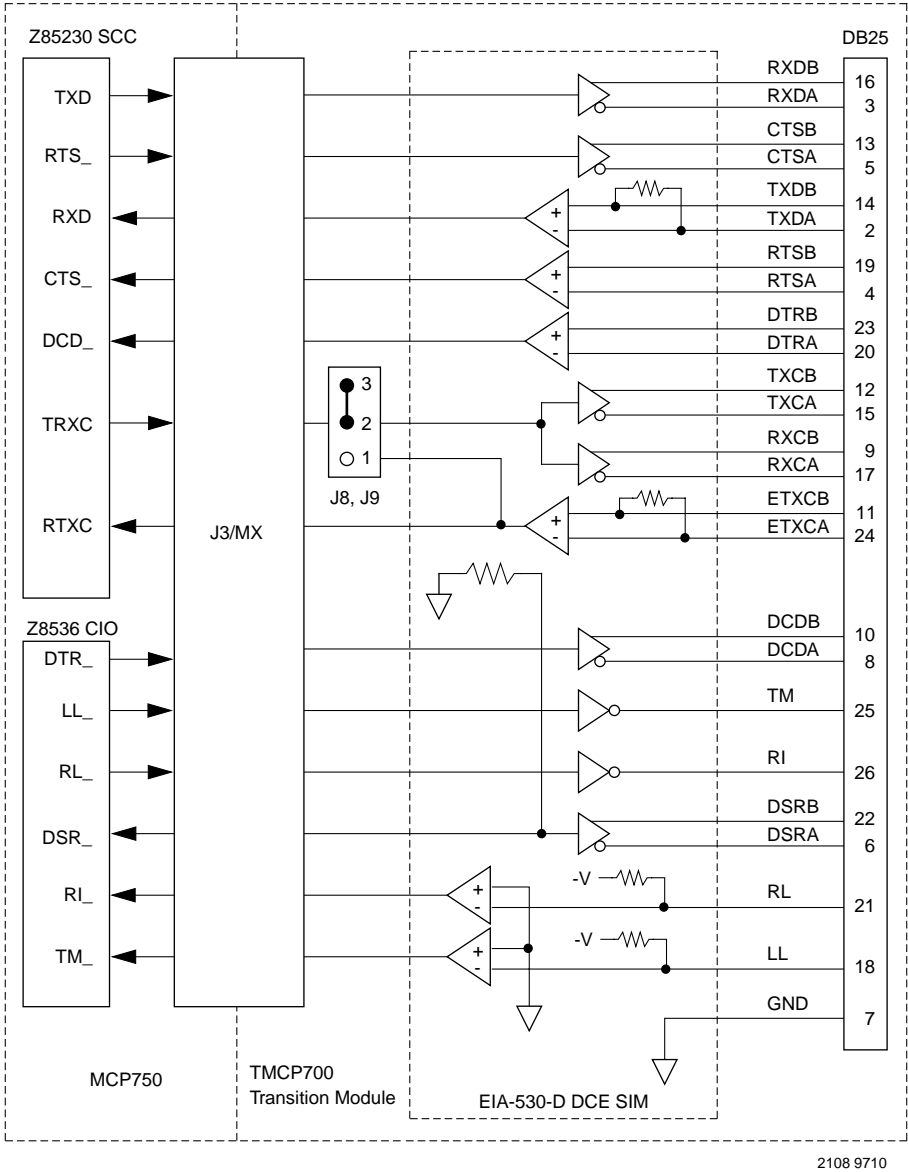 Z85230 SCC
DB25
TXD
RTS_
RXD
CTS_
DCD_
TRXC
RTXC
Z8536 CIO
DTR_
LL_
RL_
DSR_
RI_
TM_
J3/MX
3
2
1
J8, J9
+
-
+
-
+
-
+
-
+
-
+
-
-V
-V
RXDB 16
RXDA 3
CTSB 13
CTSA 5
TXDB 14
TXDA 2
RTSB 19
RTSA 4
DTRB 23
DTRA 20
TXCB 12
TXCA 15
RXCB 9
RXCA 17
ETXCB 11
ETXCA 24
DCDB 10
DCDA 8
TM 25
RI 26
DSRB 22
DSRA 6
RL 21
LL 18
GND 7
MCP750
TMCP700
Transition Module
EIA-530-D DCE SIM
2108 9710